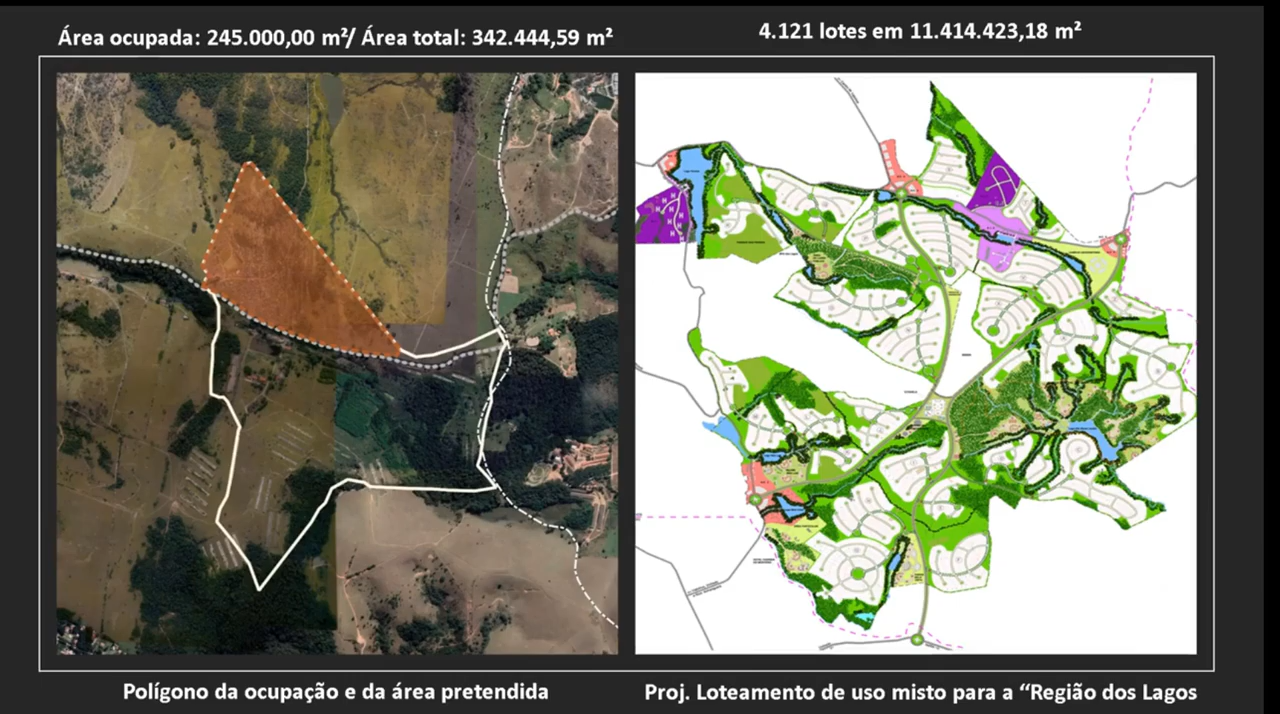 Área ocupada: 245.000,00 m²/ Área total: 342.444,59 m²
4.121 lotes em 11.414.423,18 m²
Polígono da ocupação e da área pretendida
Proj. Loteamento de uso misto para a “Região dos Lagos